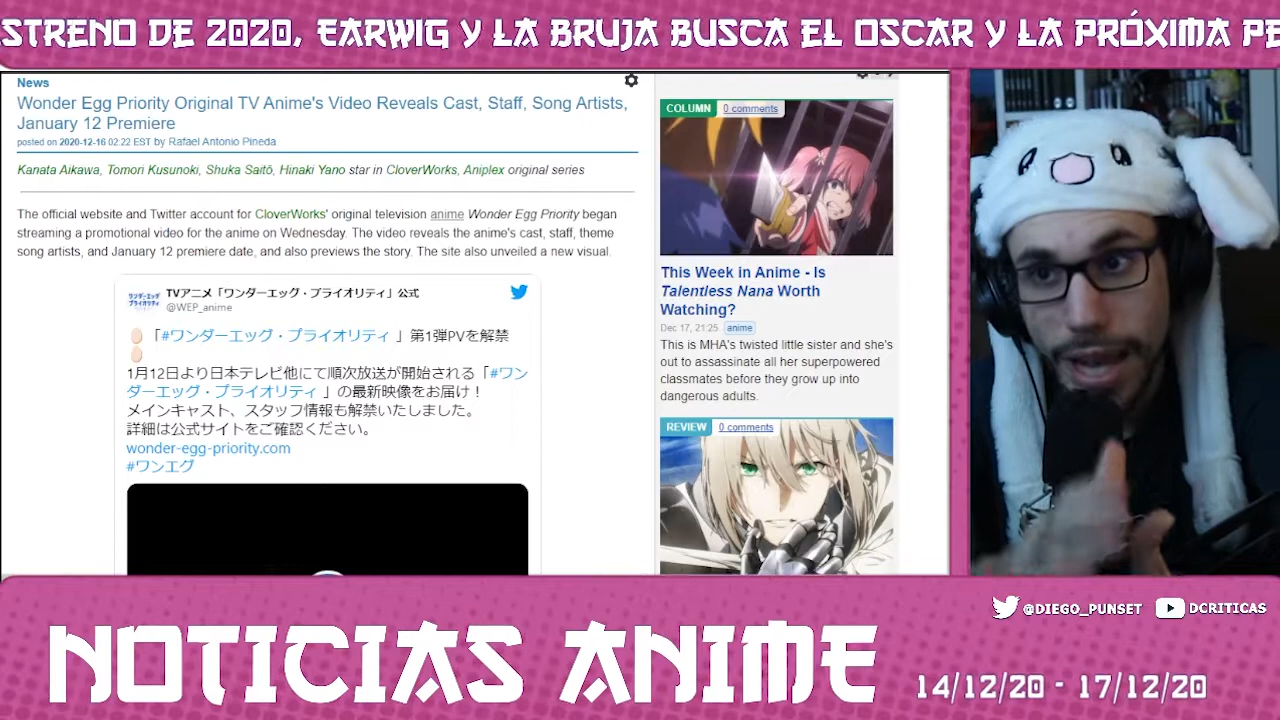 STRENO DE 2020, EARWIG Y LA BRUJA BUSCA EL OSCAR Y LA PRÓXIMA PE
News
Wonder Egg Priority Original TV Anime's Video Reveals Cast, Staff, Song Artists,
January 12 Premiere
posted on 2020-12-16 02:22 EST by Rafael Antonio Pineda
Kanata Aikawa, Tomori Kusunoki, Shuka Saitō, Hinaki Yano star in CloverWorks, Aniplex original series
The official website and Twitter account for CloverWorks' original television anime Wonder Egg Priority began
streaming a promotional video for the anime on Wednesday. The video reveals the anime's cast, staff, theme
song artists, and January 12 premiere date, and also previews the story. The site also unveiled a new visual.
ワンダーエッグ・プライオリティ
TVアニメ「ワンダーエッグ・プライオリティ」公式
@WEP_anime
「#ワンダーエッグ・プライオリティ 」第1弾PVを解禁
1月12日より日本テレビ他にて順次放送が開始される「#ワン
ダーエッグ・プライオリティ 」の最新映像をお届け！
メインキャスト、スタッフ情報も解禁いたしました。
詳細は公式サイトをご確認ください。
wonder-egg-priority.com
#ワンエグ
COLUMN 0 comments
This Week in Anime - Is
Talentless Nana Worth
Watching?
Dec 17, 21:25 anime
This is MHA's twisted little sister and she's
out to assassinate all her superpowered
classmates before they grow up into
dangerous adults.
REVIEW 0 comments
@DIEGO_PUNSET DCRITICAS
NOTICIAS ANIME
14/12/20 - 17/12/20